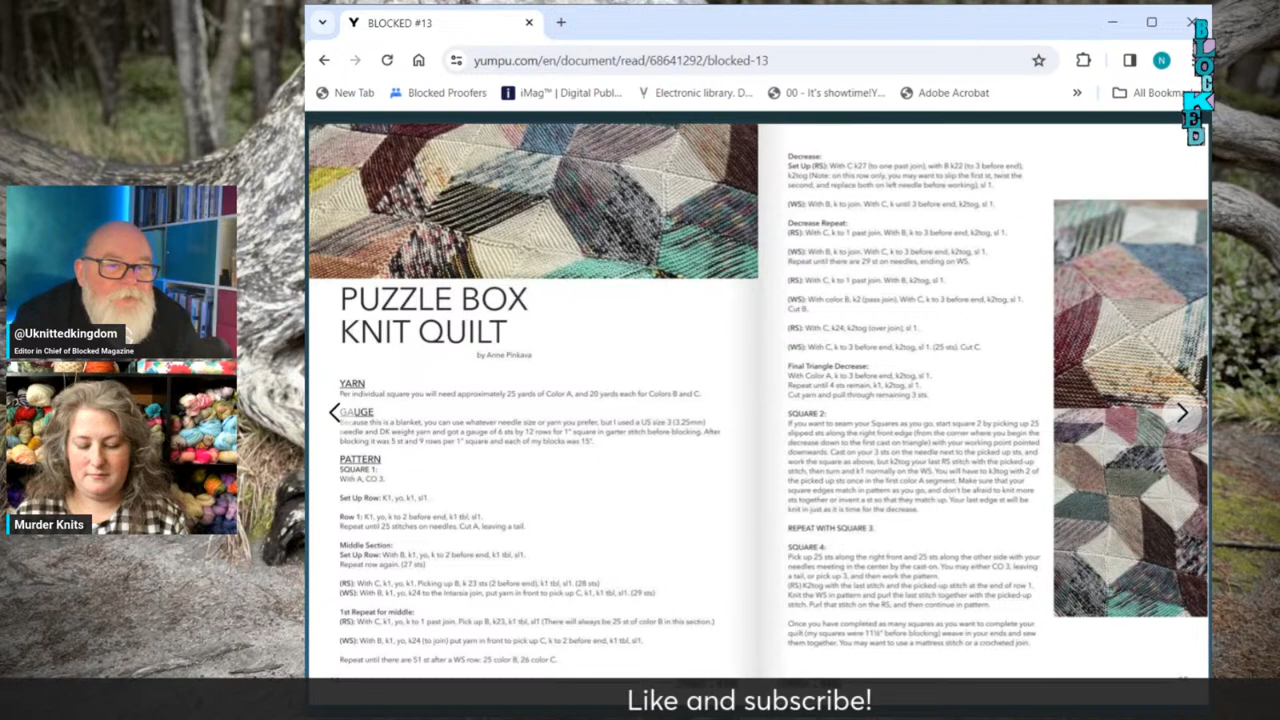 BLOCKED #13
yumpu.com/en/document/read/68641292/blocked-13
N
New Tab
Blocked Proofers
iMag™ | Digital Publ...
Electronic library. D...
00 - It's showtime!Y...
Adobe Acrobat
All Bookma
BLOCKED
@Uknittedkingdom
Editor in Chief of Blocked Magazine
Murder Knits
PUZZLE BOX
KNIT QUILT
by Anne Pinkava
YARN
Per individual square you will need approximately 25 yards of Color A, and 20 yards each for Colors B and C.
GAUGE
Because this is a blanket, you can use whatever needle size or yarn you prefer, but I used a US size 3 (3.25mm)
needle and DK weight yarn and got a gauge of 6 sts by 12 rows for 1" square in garter stitch before blocking. After
blocking it was 5 st and 9 rows per 1" square and each of my blocks was 15".
PATTERN
SQUARE 1:
With A, CO 3.
Set Up Row: K1, yo, k1, sl1.
Row 1: K1, yo, k to 2 before end, k1 tbl, sl1.
Repeat until 25 stitches on needles. Cut A, leaving a tail.
Middle Section:
Set Up Row: With B, k1, yo, k to 2 before end, k1 tbl, sl1.
Repeat row again. (27 sts)
(RS): With C, k1, yo, k1, Picking up B, k 23 sts (2 before end), k1 tbl, sl1. (28 sts)
(WS): With B, k1, yo, k24 to the Intarsia join, put yarn in front to pick up C, k1, k1 tbl, sl1. (29 sts)
1st Repeat for middle:
(RS): With C, k1, yo, k to 1 past join. Pick up B, k23, k1 tbl, sl1 (There will always be 25 st of color B in this section.)
(WS): With B, k1, yo, k24 (to join) put yarn in front to pick up C, k to 2 before end, k1 tbl, sl1.
Repeat until there are 51 st after a WS row: 25 color B, 26 color C.
Decrease:
Set Up (RS): With C k27 (to one past join), with B k22 (to 3 before end),
k2tog (Note: on this row only, you may want to slip the first st, twist the
second, and replace both on left needle before working), sl 1.
(WS): With B, k to join. With C, k until 3 before end, k2tog, sl 1.
Decrease Repeat:
(RS): With C, k to 1 past join. With B, k to 3 before end, k2tog, sl 1.
(WS): With B, k to join. With C, k to 3 before end, k2tog, sl 1.
Repeat until there are 29 st on needles, ending on WS.
(RS): With C, k to 1 past join. With B, k2tog, sl 1.
(WS): With color B, k2 (pass join). With C, k to 3 before end, k2tog, sl 1.
Cut B.
(RS): With C, k24, k2tog (over join), sl 1.
(WS): With C, k to 3 before end, k2tog, sl 1. (25 sts). Cut C.
Final Triangle Decrease:
With Color A, k to 3 before end, k2tog, sl 1.
Repeat until 4 sts remain, k1, k2tog, sl 1.
Cut yarn and pull through remaining 3 sts.
SQUARE 2:
If you want to seam your Squares as you go, start square 2 by picking up 25
slipped sts along the right front edge (from the corner where you begin the
decrease down to the first cast on triangle) with your working point pointed
downwards. Cast on your 3 sts on the needle next to the picked up sts, and
work the square as above, but k2tog your last RS stitch with the picked-up
stitch, then turn and k1 normally on the WS. You will have to k3tog with 2 of
the picked up sts once in the first color A segment. Make sure that your
square edges match in pattern as you go, and don't be afraid to knit more
sts together or invent a st so that they match up. Your last edge st will be
knit in just as it is time for the decrease.
REPEAT WITH SQUARE 3.
SQUARE 4:
Pick up 25 sts along the right front and 25 sts along the other side with your
needles meeting in the center by the cast-on. You may either CO 3, leaving
a tail, or pick up 3, and then work the pattern.
(RS) K2tog with the last stitch and the picked-up stitch at the end of row 1.
Knit the WS in pattern and purl the last stitch together with the picked-up
stitch. Purl that stitch on the RS, and then continue in pattern.
Once you have completed as many squares as you want to complete your
quilt (my squares were 11½" before blocking) weave in your ends and sew
them together. You may want to use a mattress stitch or a crocheted join.
Like and subscribe!